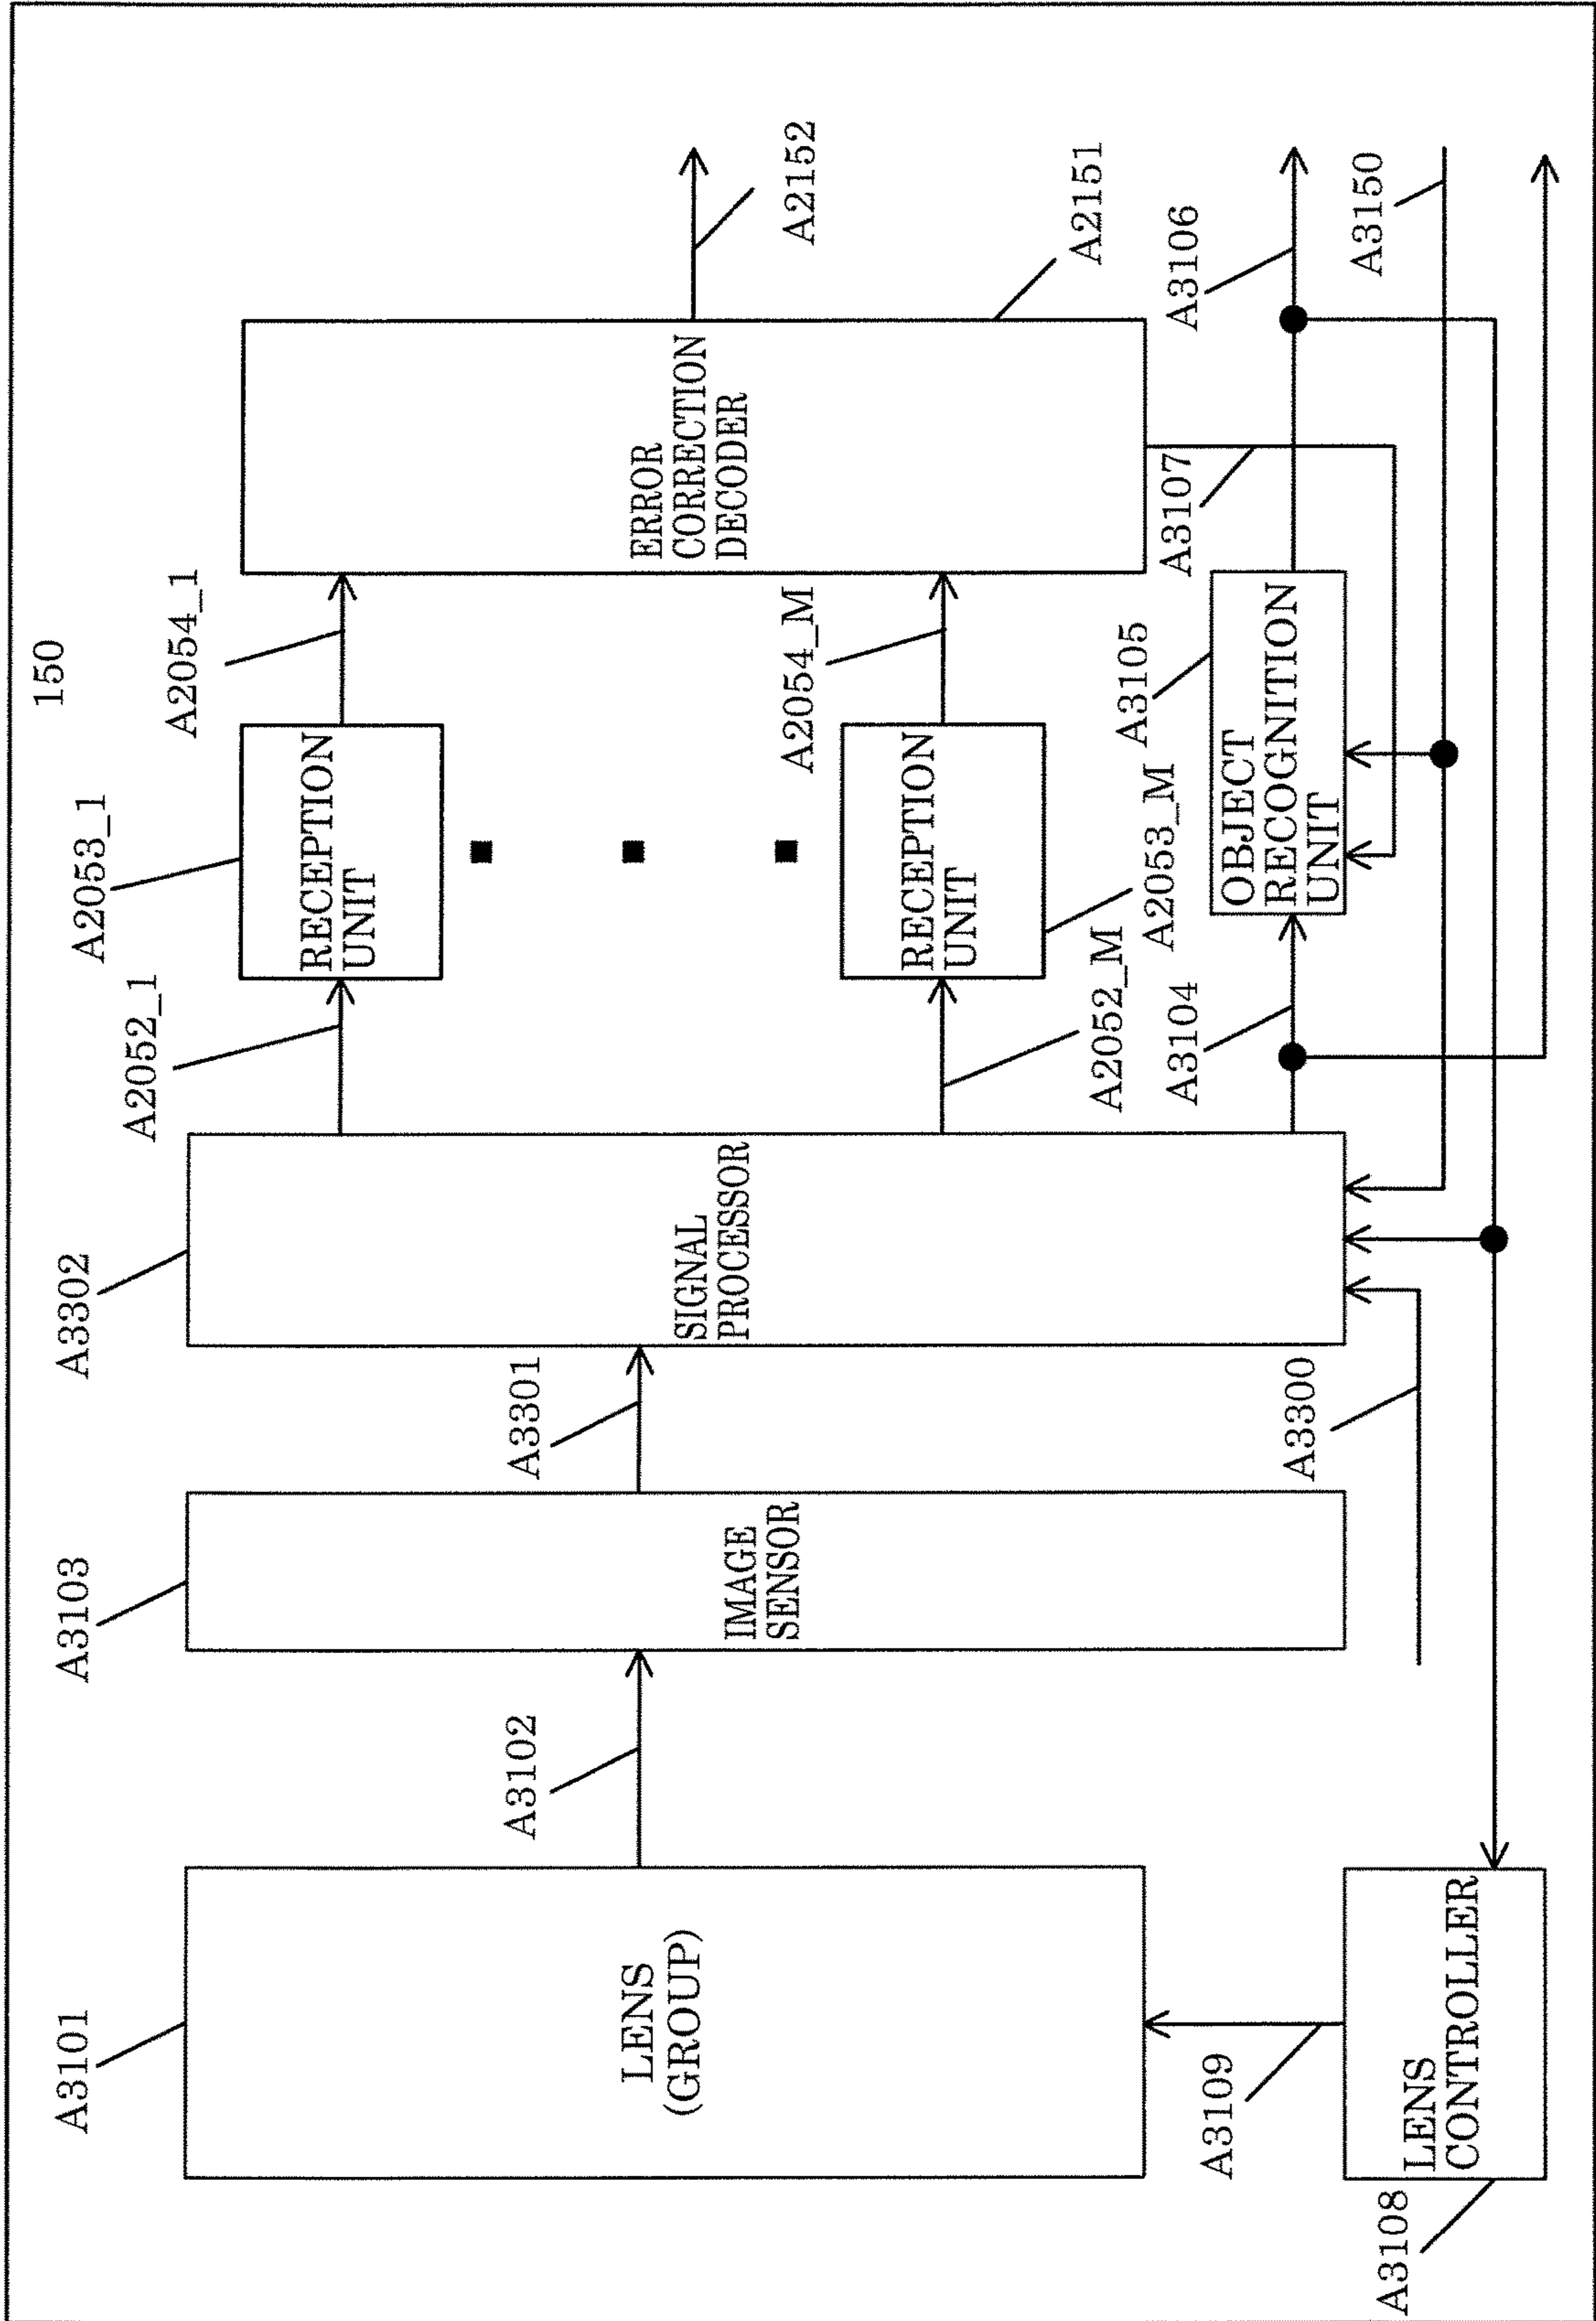 150
A3101
LENS
(GROUP)
A3102
A3103
IMAGE
SENSOR
A3301
A3302
SIGNAL
PROCESSOR
A2052_1
A2053_1
RECEPTION
UNIT
A2054_1
A2052_M
A2053_M
RECEPTION
UNIT
A2054_M
ERROR
CORRECTION
DECODER
A2152
A2151
A3104
A3105
OBJECT
RECOGNITION
UNIT
A3107
A3106
A3150
A3300
A3109
LENS
CONTROLLER
A3108